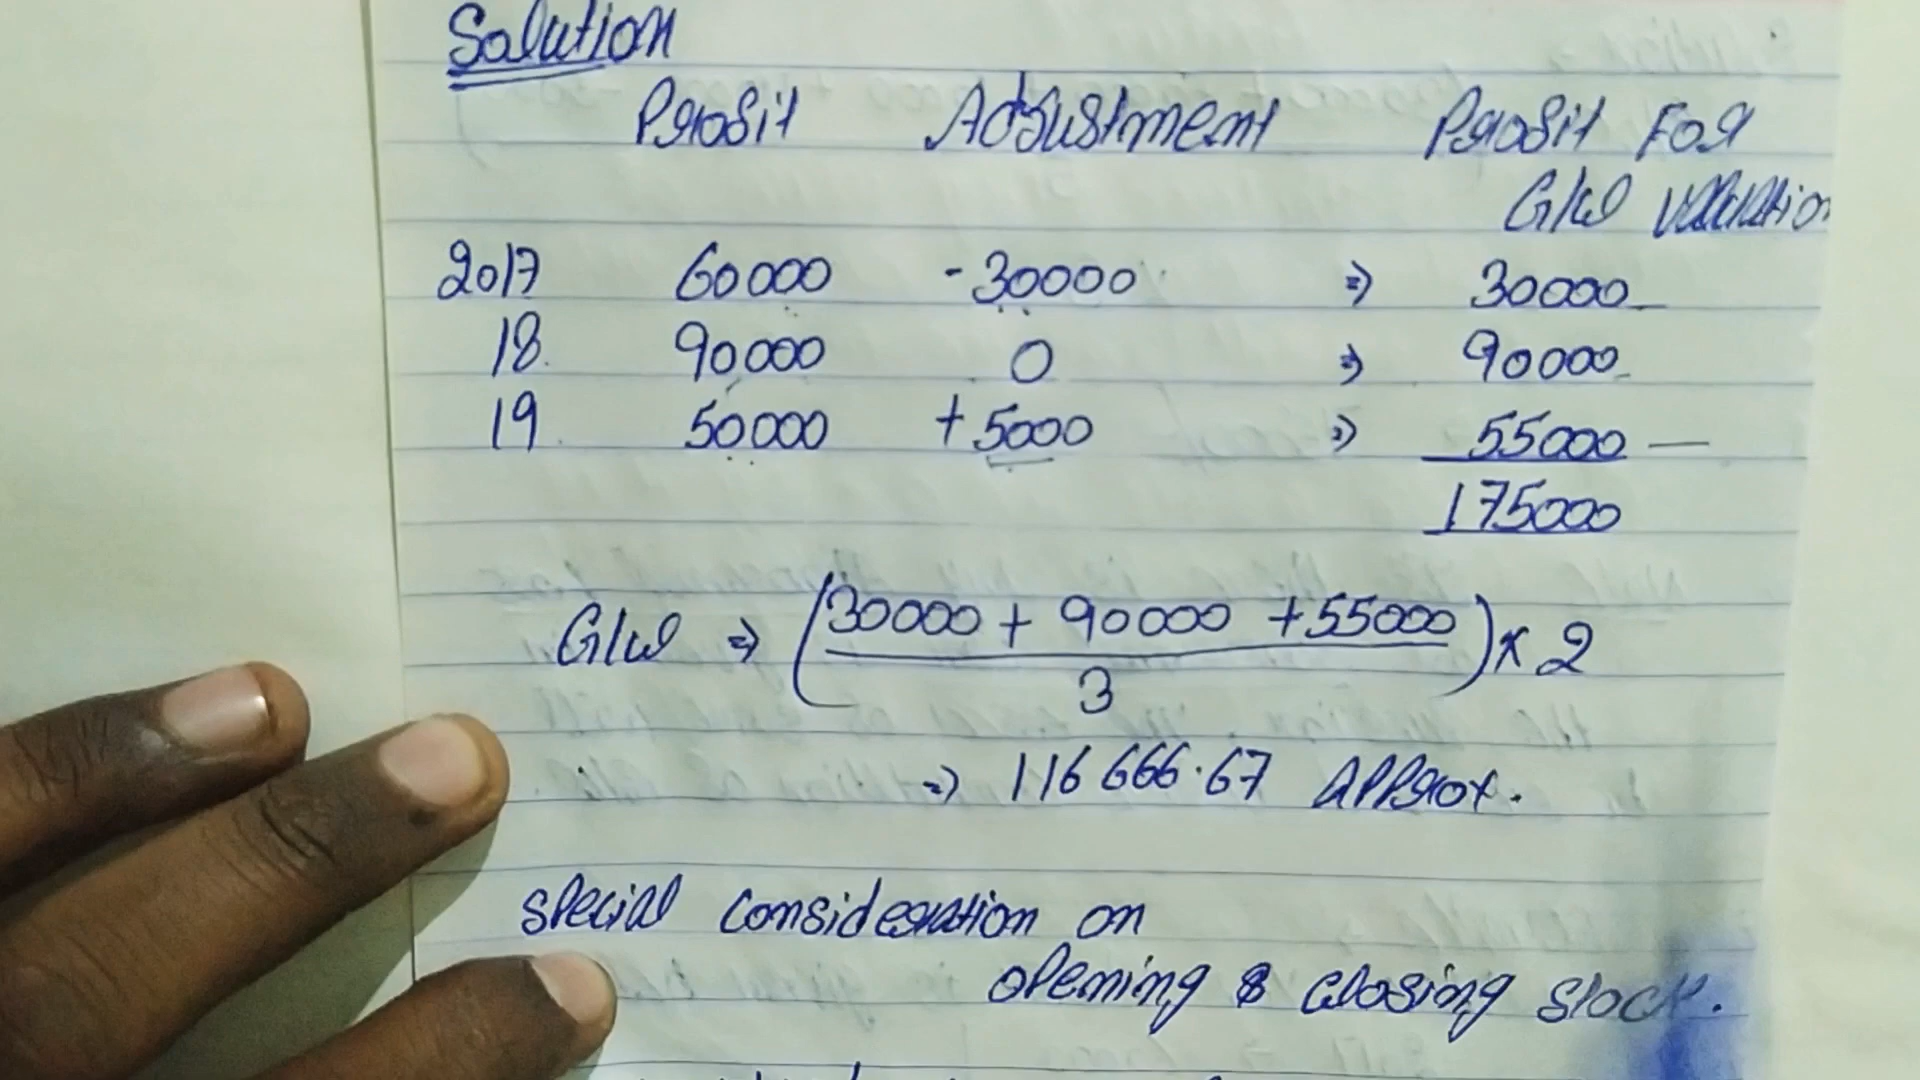 Solution
Profit Adjustment Profit For
G/W valuation
2017 60000 -30000 => 30000
18. 90000 0 => 90000
19. 50000 +5000 => 55000 —
175000
G/W => (30000 + 90000 +55000 / 3) x 2
=> 116666.67 Approx.
special consideration on
opening & closing stock.